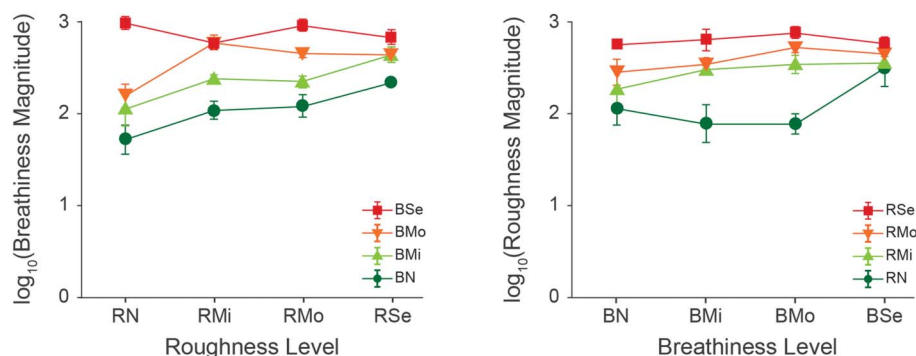 log10(Breathiness Magnitude)
3
2
1
0
BSe
BMo
BMi
BN
RN
RMi
RMo
RSe
Roughness Level
log10(Roughness Magnitude)
3
2
1
0
RSe
RMo
RMi
RN
BN
BMi
BMo
BSe
Breathiness Level